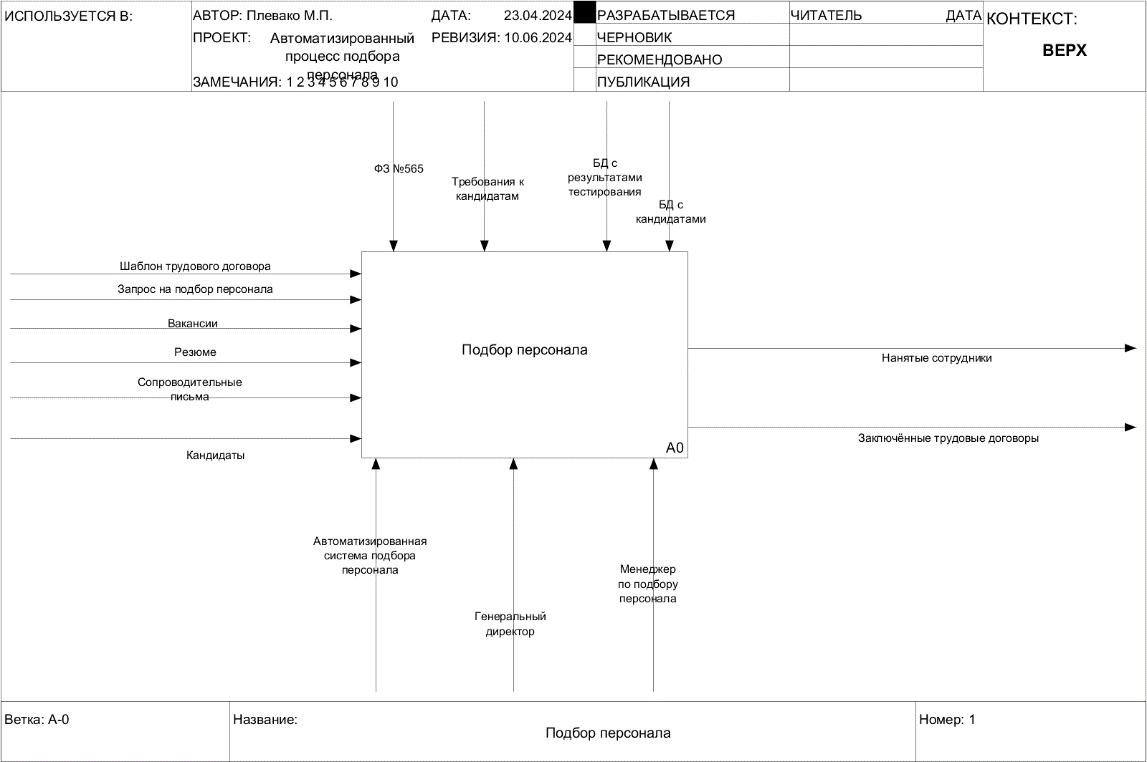 ИСПОЛЬЗУЕТСЯ В:
АВТОР: Плевако М.П.
ДАТА: 23.04.2024
РАЗРАБАТЫВАЕТСЯ
ЧИТАТЕЛЬ
ДАТА
КОНТЕКСТ:
ПРОЕКТ: Автоматизированный
процесс подбора
персонала
РЕВИЗИЯ: 10.06.2024
ЧЕРНОВИК
ВЕРХ
РЕКОМЕНДОВАНО
ЗАМЕЧАНИЯ: 1 2 3 4 5 6 7 8 9 10
ПУБЛИКАЦИЯ
ФЗ №565
Требования к
кандидатам
БД с
результатами
тестирования
БД с
кандидатами
Шаблон трудового договора
Запрос на подбор персонала
Вакансии
Резюме
Сопроводительные
письма
Кандидаты
Подбор персонала
A0
Нанятые сотрудники
Заключённые трудовые договоры
Автоматизированная
система подбора
персонала
Генеральный
директор
Менеджер
по подбору
персонала
Ветка: A-0
Название:
Подбор персонала
Номер: 1